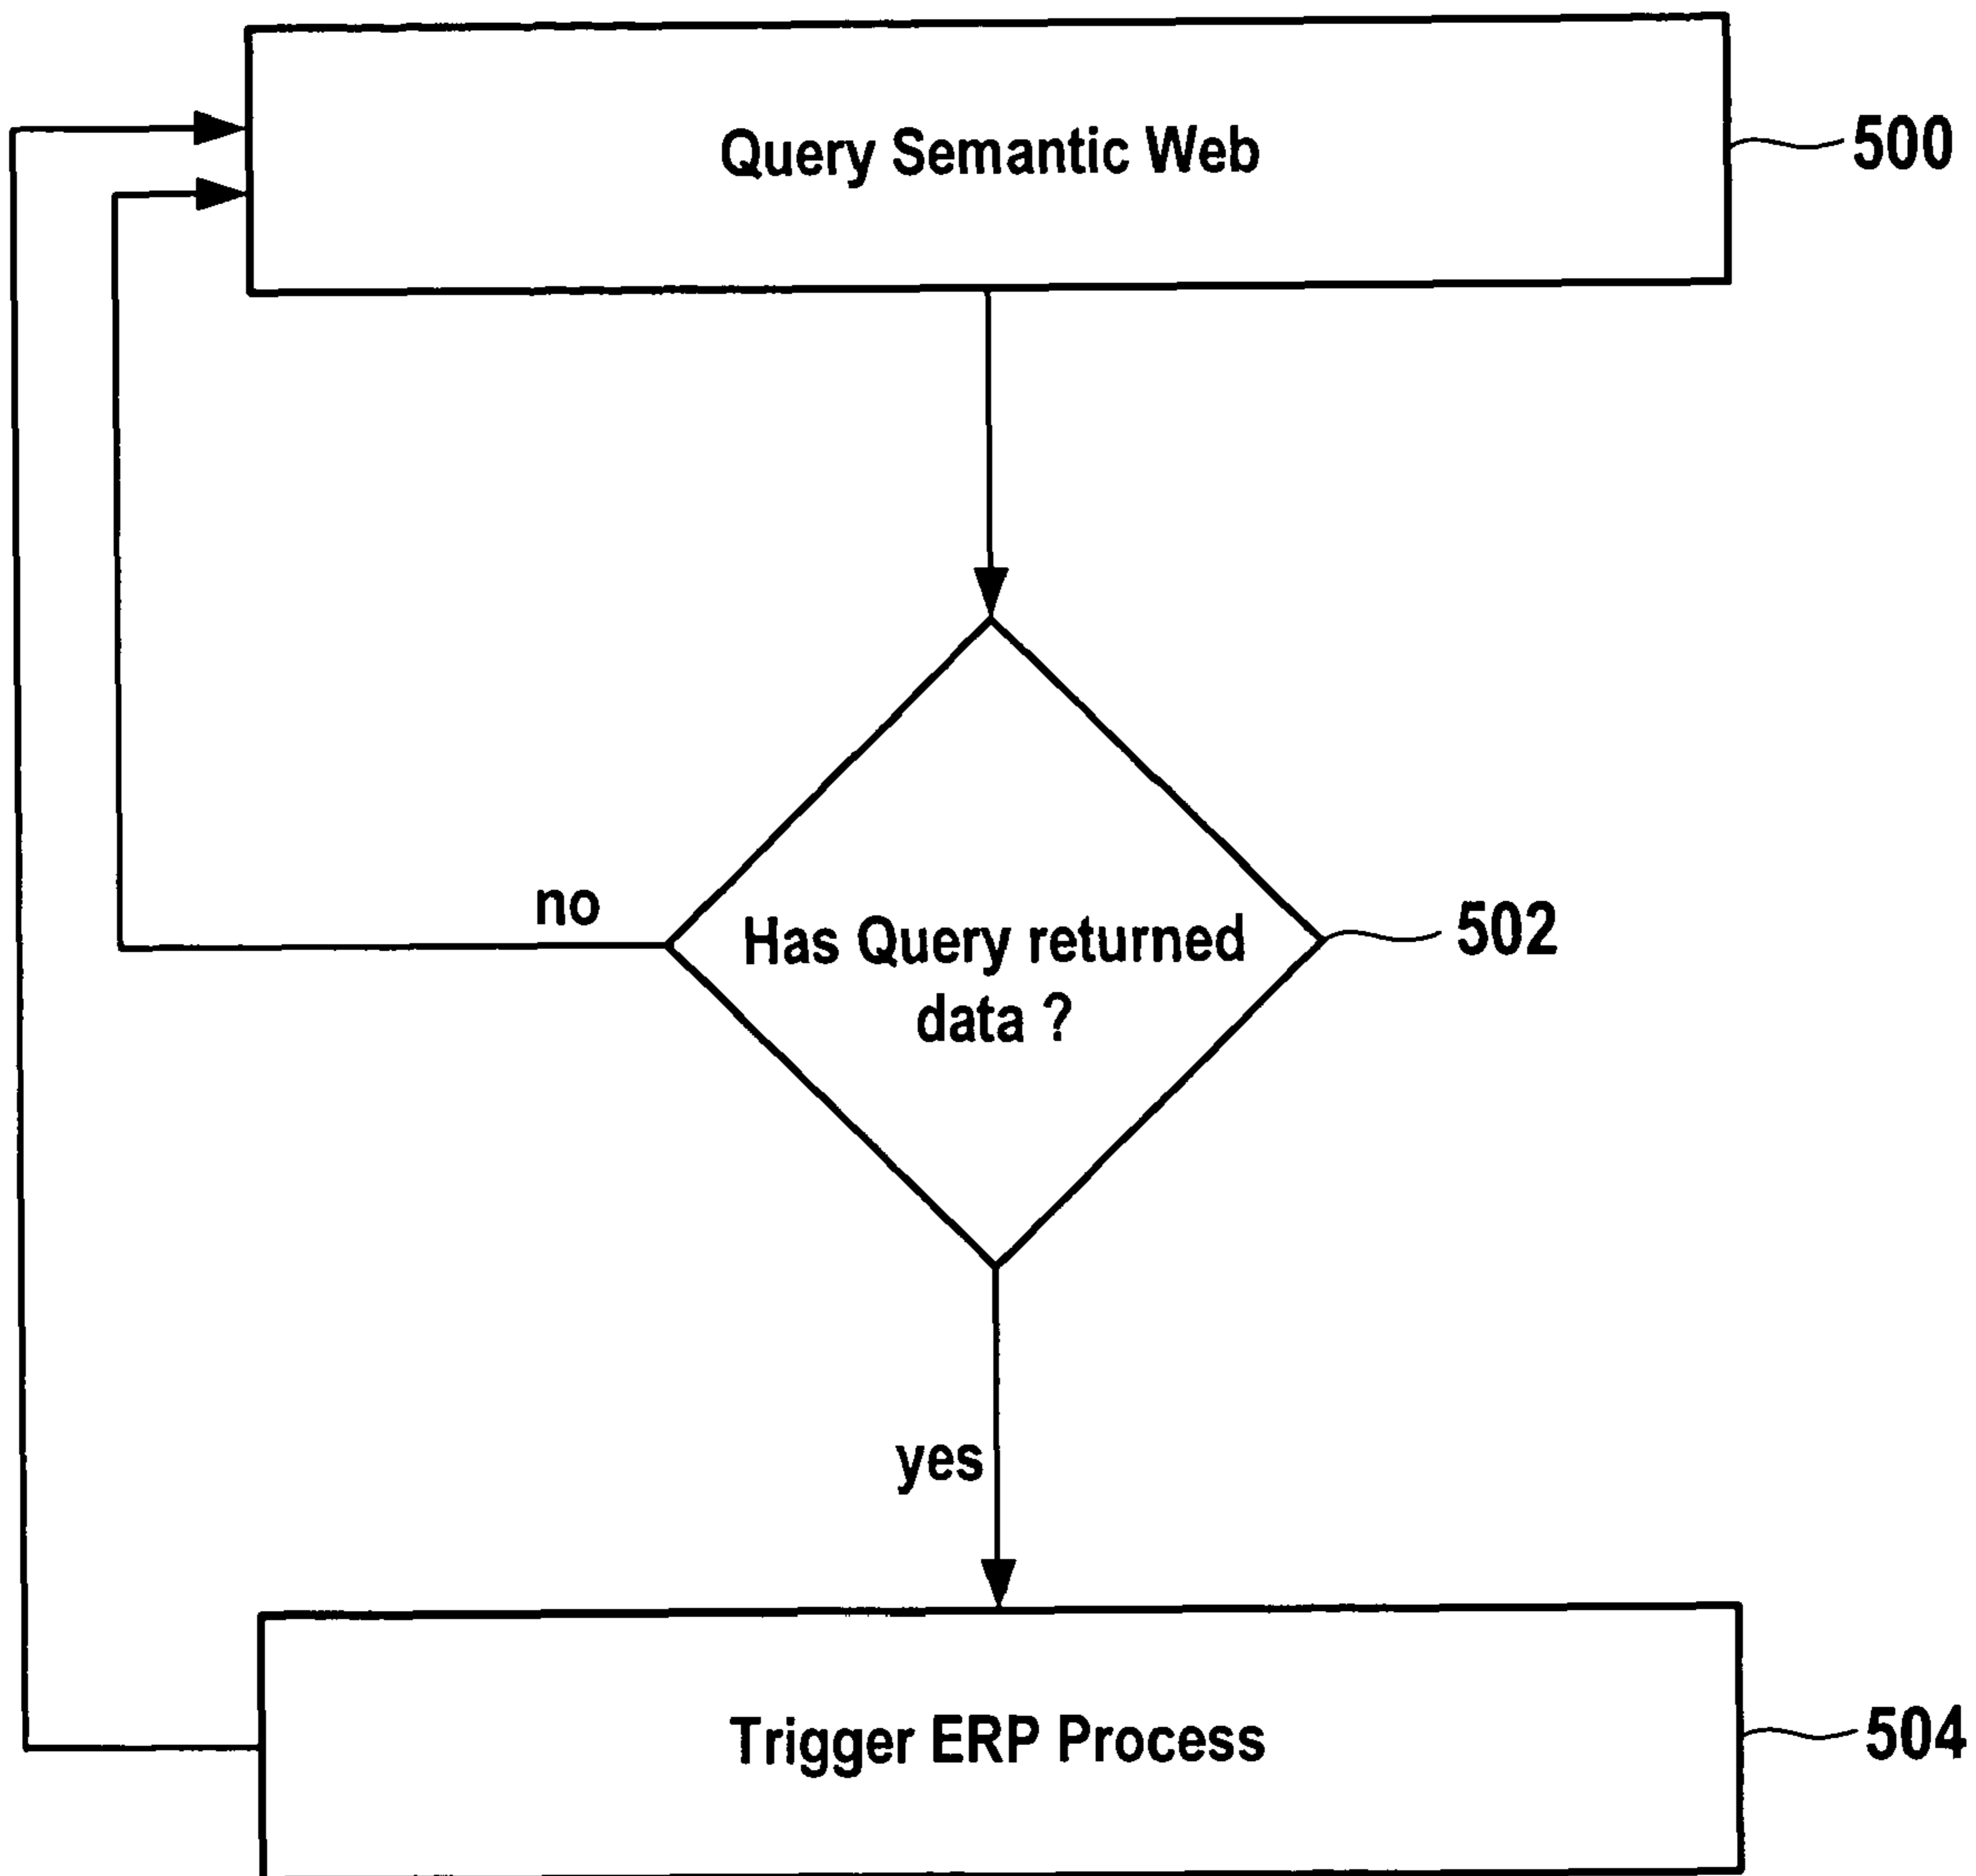 Query Semantic Web
500
no
Has Query returned
data ?
502
yes
Trigger ERP Process
504